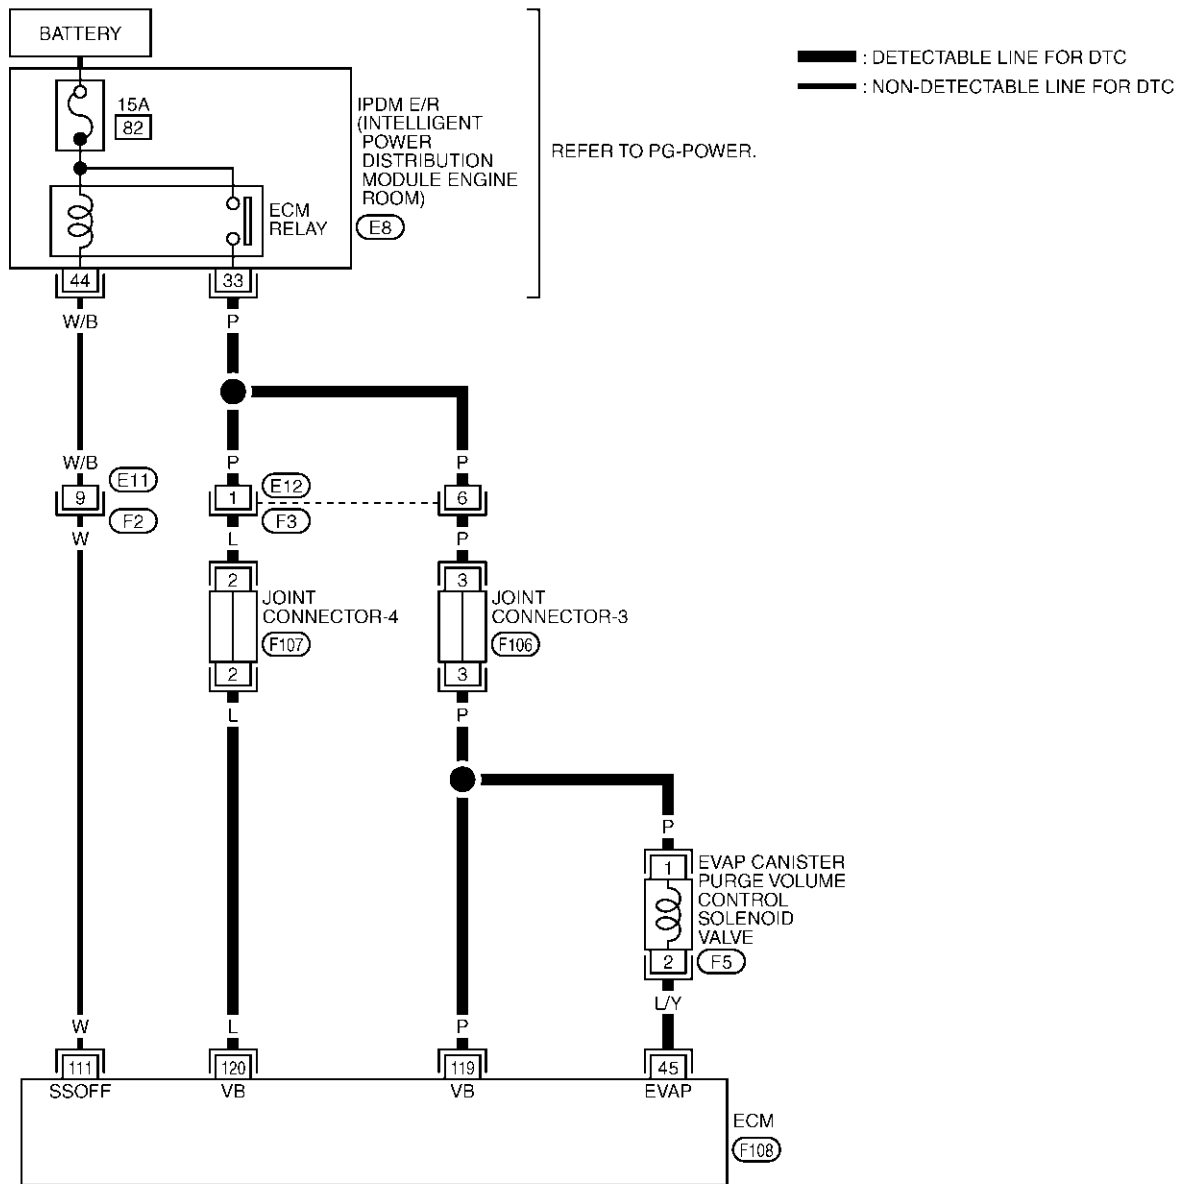 BATTERY
: DETECTABLE LINE FOR DTC
: NON-DETECTABLE LINE FOR DTC
15A
82
IPDM E/R
(INTELLIGENT
POWER
DISTRIBUTION
MODULE ENGINE
ROOM)
E8
REFER TO PG-POWER.
ECM
RELAY
44
33
W/B
P
W/B
P
P
9
E11
F2
1
E12
F3
6
W
L
P
2
JOINT
CONNECTOR-4
F107
2
3
JOINT
CONNECTOR-3
F106
3
L
P
P
1
EVAP CANISTER
PURGE VOLUME
CONTROL
SOLENOID
VALVE
2
F5
L/Y
W
L
P
111
120
119
45
SSOFF
VB
VB
EVAP
ECM
F108